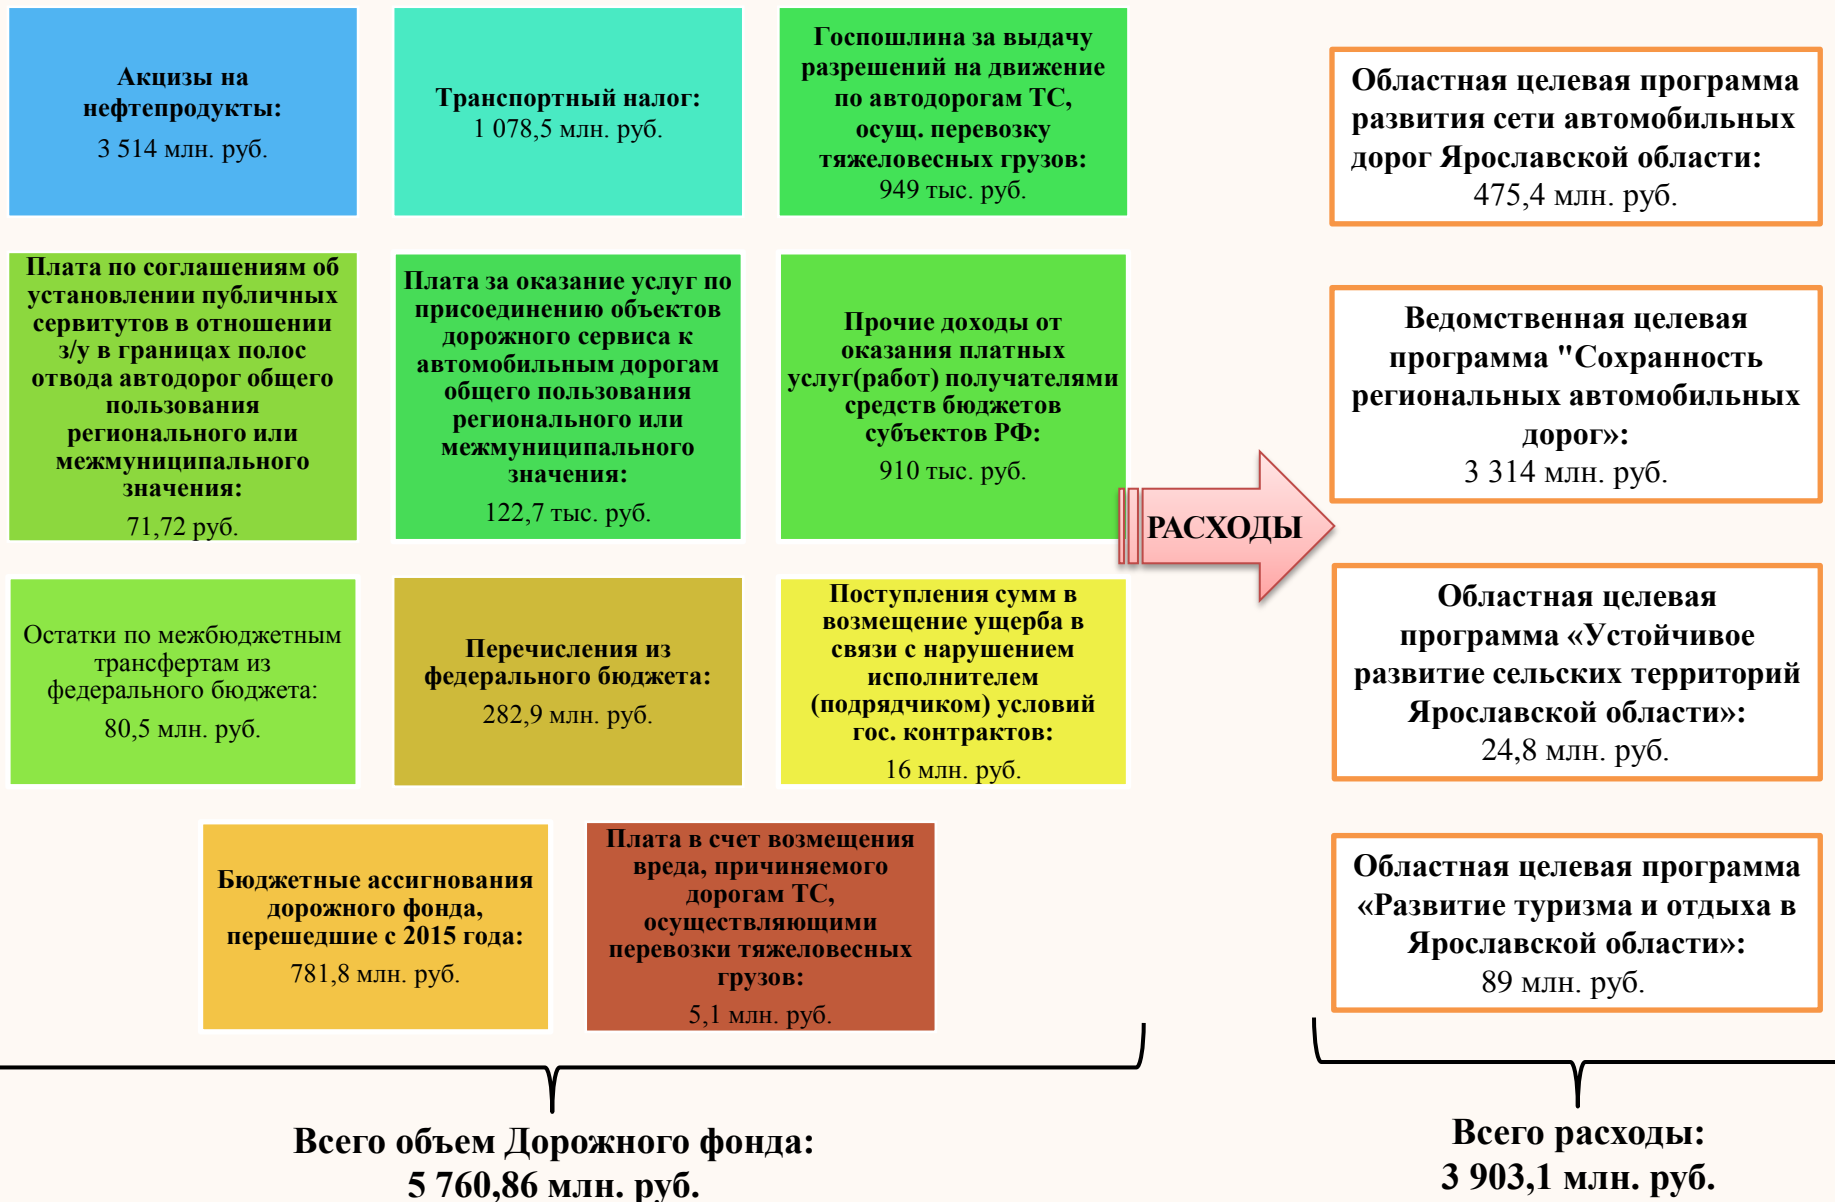 Акцизы на
нефтепродукты:
3 514 млн. руб.
Транспортный налог:
1 078,5 млн. руб.
Госпошлина за выдачу
разрешений на движение
по автодорогам ТС,
осущ. перевозку
тяжеловесных грузов:
949 тыс. руб.
Плата по соглашениям об
установлении публичных
сервитутов в отношении
з/у в границах полос
отвода автодорог общего
пользования
регионального или
межмуниципального
значения:
71,72 руб.
Плата за оказание услуг по
присоединению объектов
дорожного сервиса к
автомобильным дорогам
общего пользования
регионального или
межмуниципального
значения:
122,7 тыс. руб.
Прочие доходы от
оказания платных
услуг(работ) получателями
средств бюджетов
субъектов РФ:
910 тыс. руб.
Остатки по межбюджетным
трансфертам из
федерального бюджета:
80,5 млн. руб.
Перечисления из
федерального бюджета:
282,9 млн. руб.
Поступления сумм в
возмещение ущерба в
связи с нарушением
исполнителем
(подрядчиком) условий
гос. контрактов:
16 млн. руб.
Бюджетные ассигнования
дорожного фонда,
перешедшие с 2015 года:
781,8 млн. руб.
Плата в счет возмещения
вреда, причиняемого
дорогам ТС,
осуществляющими
перевозки тяжеловесных
грузов:
5,1 млн. руб.
Всего объем Дорожного фонда:
5 760,86 млн. руб.
РАСХОДЫ
Областная целевая программа
развития сети автомобильных
дорог Ярославской области:
475,4 млн. руб.
Ведомственная целевая
программа "Сохранность
региональных автомобильных
дорог»:
3 314 млн. руб.
Областная целевая
программа «Устойчивое
развитие сельских территорий
Ярославской области»:
24,8 млн. руб.
Областная целевая программа
«Развитие туризма и отдыха в
Ярославской области»:
89 млн. руб.
Всего расходы:
3 903,1 млн. руб.